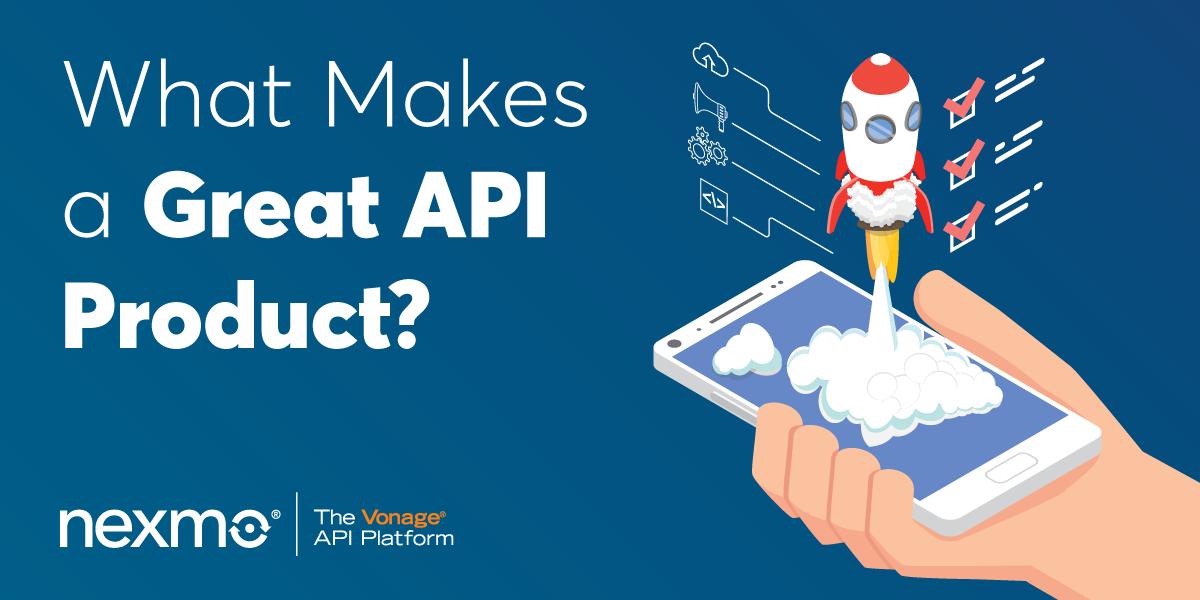 What Makes
a Great API
Product?
</>
nexmo®
The Vonage®
API Platform